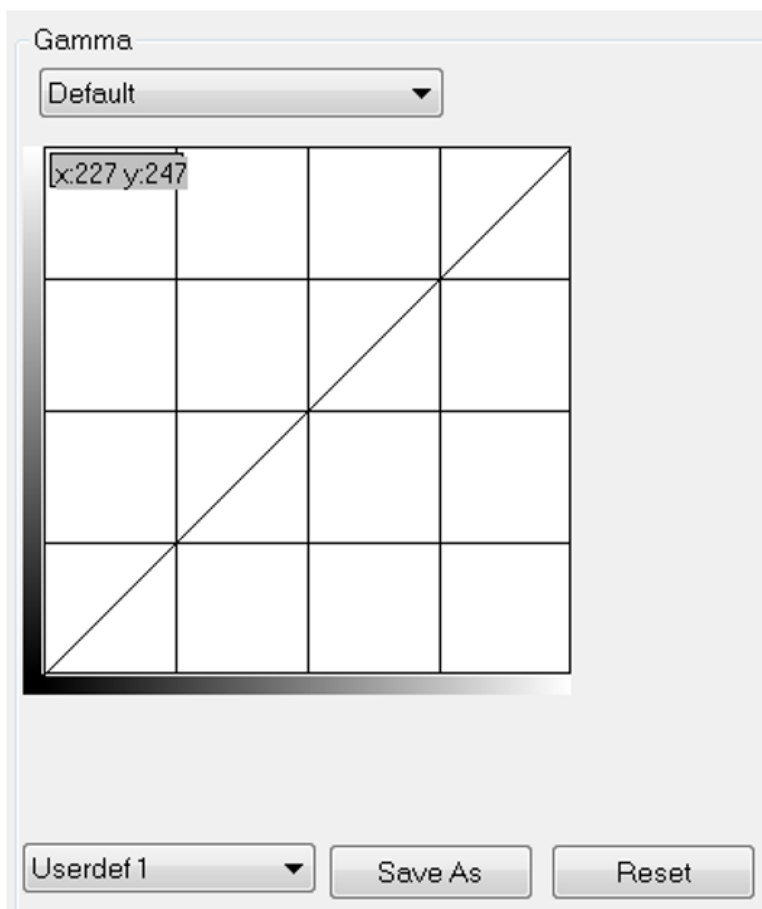 Gamma
Default
x:227 y:247
Userdef 1
Save As
Reset